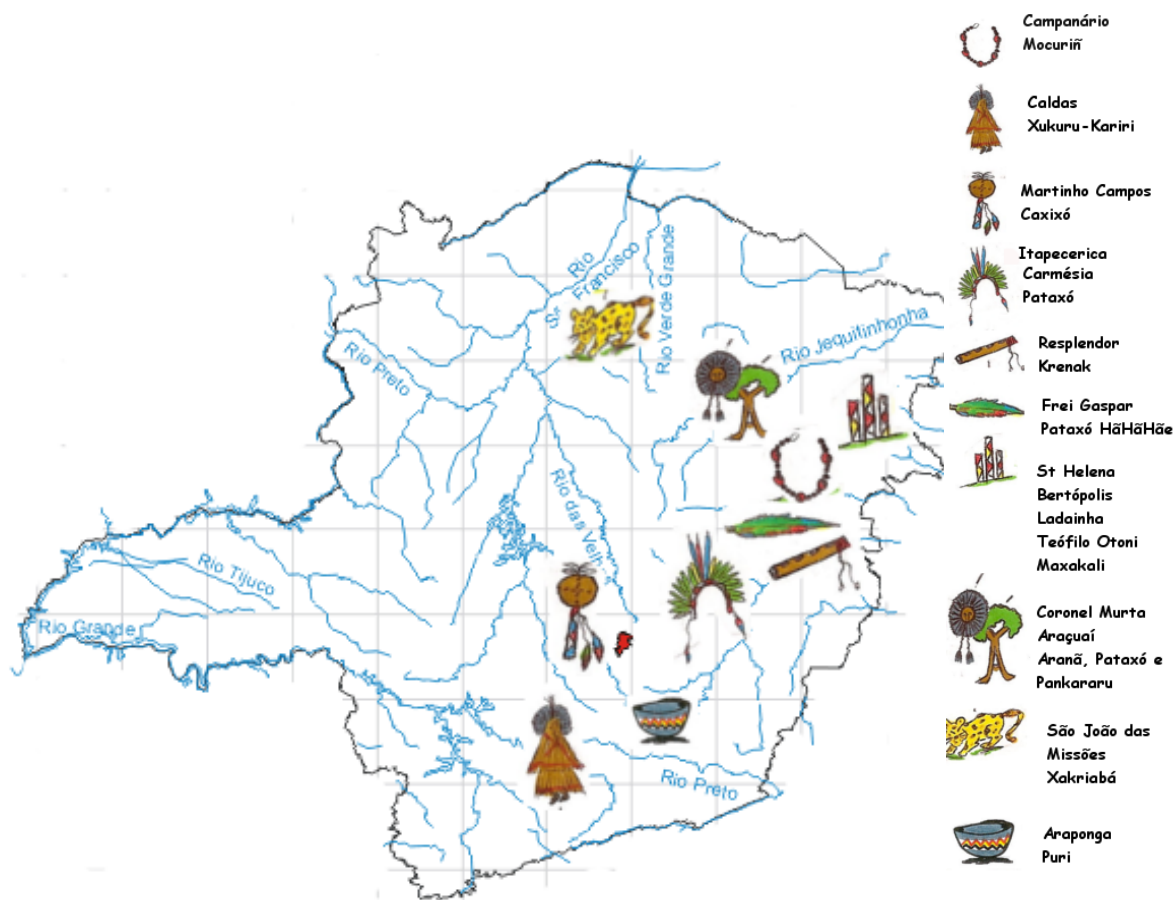 Campanário
Mocuriñ
Caldas
Xukuru-Kariri
Martinho Campos
Caxixó
Itapecerica
Carmésia
Pataxó
Resplendor
Krenak
Frei Gaspar
Pataxó HãHãHãe
St Helena
Bertópolis
Ladainha
Teófilo Otoni
Maxakali
Coronel Murta
Araçuaí
Aranã, Pataxó e
Pankararu
São João das
Missões
Xakriabá
Araponga
Puri
Rio
Francisco
Rio Verde Grande
Rio Jequitinhonha
Rio Preto
Rio das Velh
Rio Tijuco
Rio Grande
Rio Preto